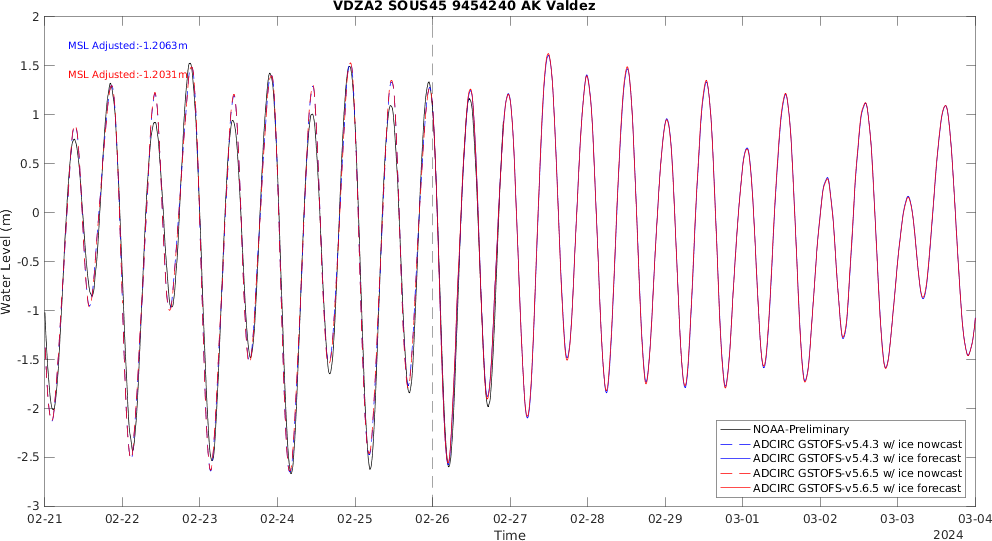 VDZA2 SOUS45 9454240 AK Valdez
MSL Adjusted:-1.2063m
MSL Adjusted:-1.2031m
Water Level (m)
2
1.5
1
0.5
0
-0.5
-1
-1.5
-2
-2.5
-3
NOAA-Preliminary
ADCIRC GSTOFS-v5.4.3 w/ ice nowcast
ADCIRC GSTOFS-v5.4.3 w/ ice forecast
ADCIRC GSTOFS-v5.6.5 w/ ice nowcast
ADCIRC GSTOFS-v5.6.5 w/ ice forecast
02-21 02-22 02-23 02-24 02-25 02-26 02-27 02-28 02-29 03-01 03-02 03-03 03-04
Time
2024